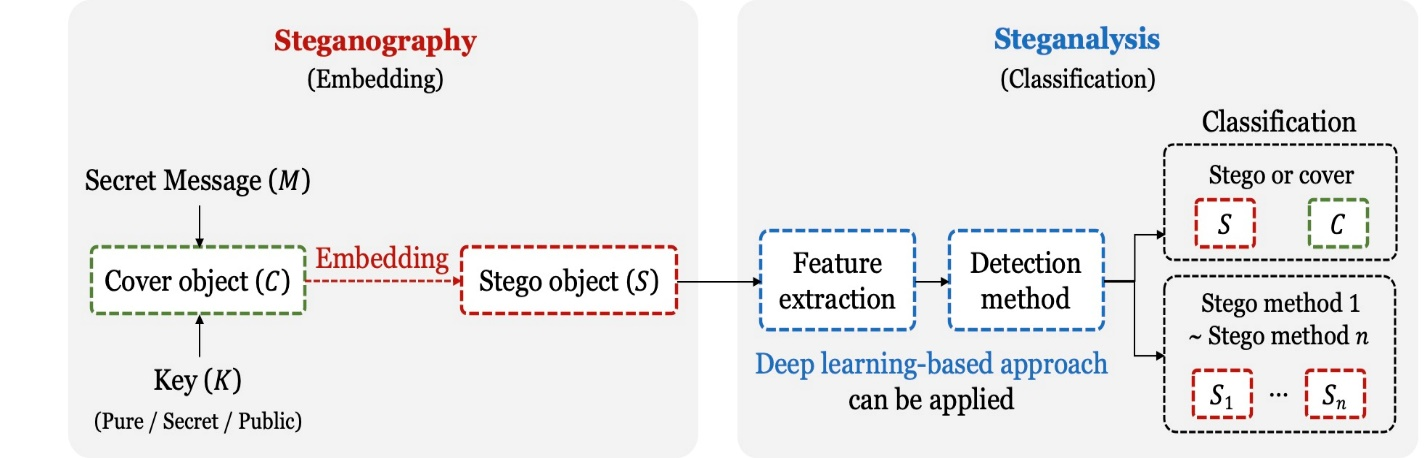 Steganography
(Embedding)
Secret Message (M)
Cover object (C)
Embedding
Stego object (S)
Key (K)
(Pure / Secret / Public)
Steganalysis
(Classification)
Feature
extraction
Detection
method
Deep learning-based approach
can be applied
Classification
Stego or cover
S
C
Stego method 1
~ Stego method n
S₁ ... Sₙ